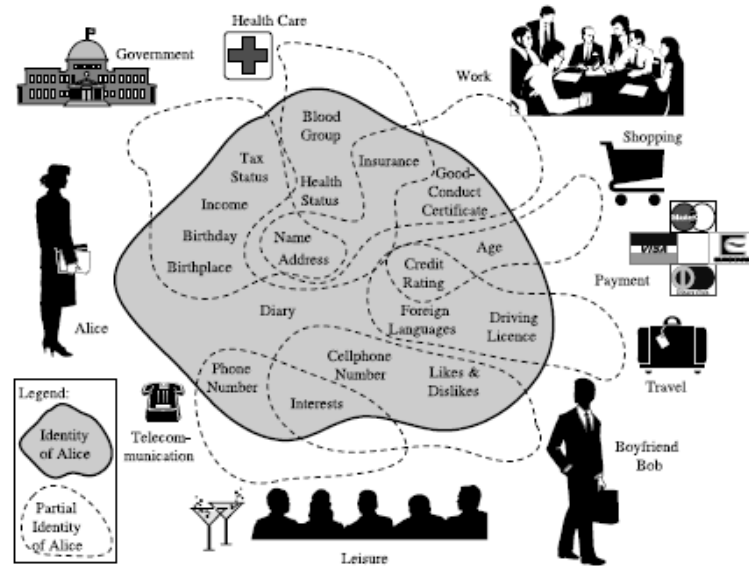 Health Care
Government
Work
Blood
Group
Shopping
Insurance
Tax
Status
Good-
Conduct
Certificate
Health
Status
Income
Birthday
Name
Address
Age
VISA
Birthplace
Credit
Rating
Payment
Diary
Foreign
Languages
Driving
Licence
Alice
Cellphone
Number
Phone
Number
Likes &
Dislikes
Travel
Legend:
Interests
Identity
of Alice
Telecom-
munication
Boyfriend
Bob
Partial
Identity
of Alice
Leisure